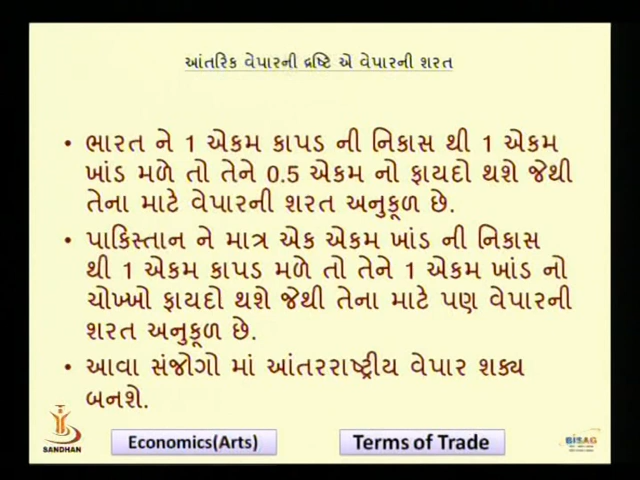 આંતરિક વેપારની દ્રષ્ટિ એ વેપારની શરત
• ભારત ને 1 એકમ કાપડ ની નિકાસ થી 1 એકમ
ખાંડ મળે તો તેને 0.5 એકમ નો ફાયદો થશે જેથી
તેના માટે વેપારની શરત અનુકૂળ છે.
• પાકિસ્તાન ને માત્ર એક એકમ ખાંડ ની નિકાસ
થી 1 એકમ કાપડ મળે તો તેને 1 એકમ ખાંડ નો
ચોખ્ખો ફાયદો થશે જેથી તેના માટે પણ વેપારની
શરત અનુકૂળ છે.
• આવા સંજોગો માં આંતરરાષ્ટ્રીય વેપાર શક્ય
બનશે.
SANDHAN
Economics(Arts)
Terms of Trade
BISAG